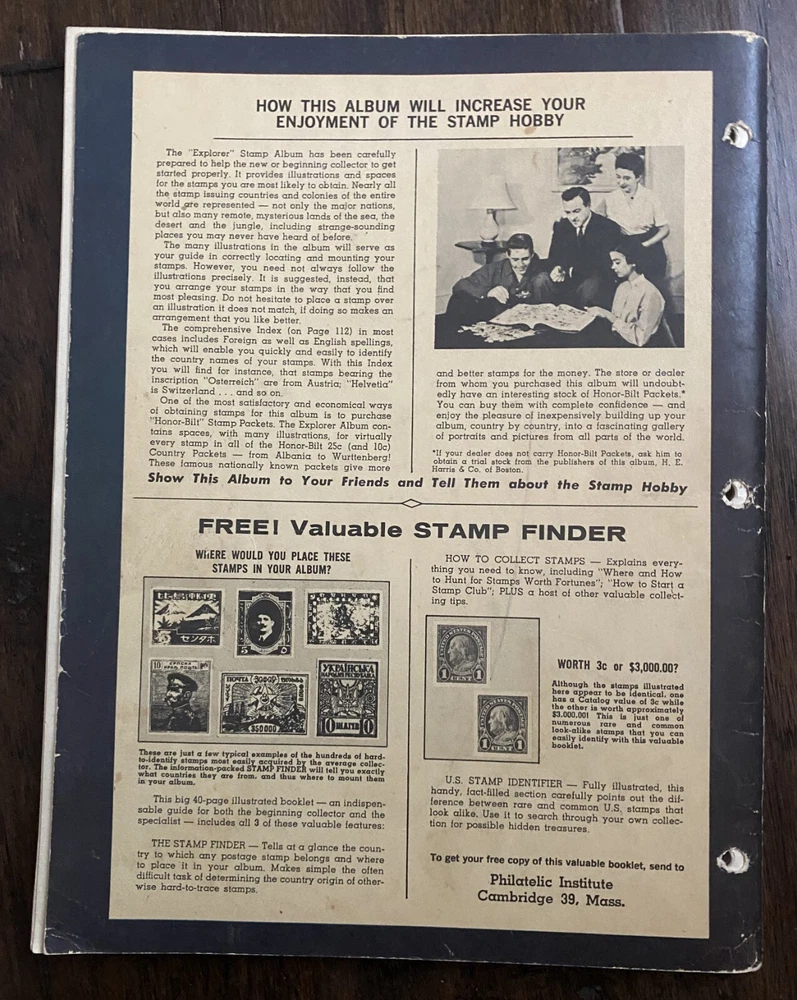 HOW THIS ALBUM WILL INCREASE YOUR
ENJOYMENT OF THE STAMP HOBBY
The "Explorer" Stamp Album has been carefully
prepared to help the new or beginning collector to get
started properly. It provides illustrations and spaces
for the stamps you are most likely to obtain. Nearly all
the stamp issuing countries and colonies of the entire
world are represented — not only the major nations,
but also many remote, mysterious lands of the sea, the
desert and the jungle, including strange-sounding
places you may never have heard of before.
The many illustrations in the album will serve as
your guide in correctly locating and mounting your
stamps. However, you need not always follow the
illustrations precisely. It is suggested, instead, that
you arrange your stamps in the way that you find
most pleasing. Do not hesitate to place a stamp over
an illustration it does not match, if doing so makes an
arrangement that you like better.
The comprehensive Index (on Page 112) in most
cases includes Foreign as well as English spellings,
which will enable you quickly and easily to identify
the country names of your stamps. With this Index
you will find for instance, that stamps bearing the
inscription "Osterreich" are from Austria; "Helvetia"
is Switzerland . . . and so on.
One of the most satisfactory and economical ways
of obtaining stamps for this album is to purchase
"Honor-Bilt" Stamp Packets. The Explorer Album con-
tains spaces, with many illustrations, for virtually
every stamp in all of the Honor-Bilt 25c (and 10c)
Country Packets — from Albania to Wurttenberg!
These famous nationally known packets give more
and better stamps for the money. The store or dealer
from whom you purchased this album will undoubt-
edly have an interesting stock of Honor-Bilt Packets.*
You can buy them with complete confidence — and
enjoy the pleasure of inexpensively building up your
album, country by country, into a fascinating gallery
of portraits and pictures from all parts of the world.
*If your dealer does not carry Honor-Bilt Packets, ask him to
obtain a trial stock from the publishers of this album, H. E.
Harris & Co. of Boston.
Show This Album to Your Friends and Tell Them about the Stamp Hobby
FREE! Valuable STAMP FINDER
WHERE WOULD YOU PLACE THESE
STAMPS IN YOUR ALBUM?
5 センタボ
5 0
10 СРПСКА
ПОЧТА
$50000
УКРАЇНСЬКА
НАРОДНЯ РЕСПУБЛІКА
10 ШАГІВ 10
These are just a few typical examples of the hundreds of hard-
to-identify stamps most easily acquired by the average collec-
tor. The information-packed STAMP FINDER will tell you exactly
what countries they are from, and thus where to mount them
in your album.
This big 40-page illustrated booklet — an indispen-
sable guide for both the beginning collector and the
specialist — includes all 3 of these valuable features:
THE STAMP FINDER — Tells at a glance the coun-
try to which any postage stamp belongs and where
to place it in your album. Makes simple the often
difficult task of determining the country origin of other-
wise hard-to-trace stamps.
HOW TO COLLECT STAMPS — Explains every-
thing you need to know, including "Where and How
to Hunt for Stamps Worth Fortunes"; "How to Start a
Stamp Club"; PLUS a host of other valuable collect-
ing tips.
1 CENT 1
1 CENT 1
WORTH 3c or $3,000.00?
Although the stamps illustrated
here appear to be identical, one
has a Catalog value of 3c while
the other is worth approximately
$3,000.00! This is just one of
numerous rare and common
look-alike stamps that you can
easily identify with this valuable
booklet.
U.S. STAMP IDENTIFIER — Fully illustrated, this
handy, fact-filled section carefully points out the dif-
ference between rare and common U.S. stamps that
look alike. Use it to search through your own collec-
tion for possible hidden treasures.
To get your free copy of this valuable booklet, send to
Philatelic Institute
Cambridge 39, Mass.